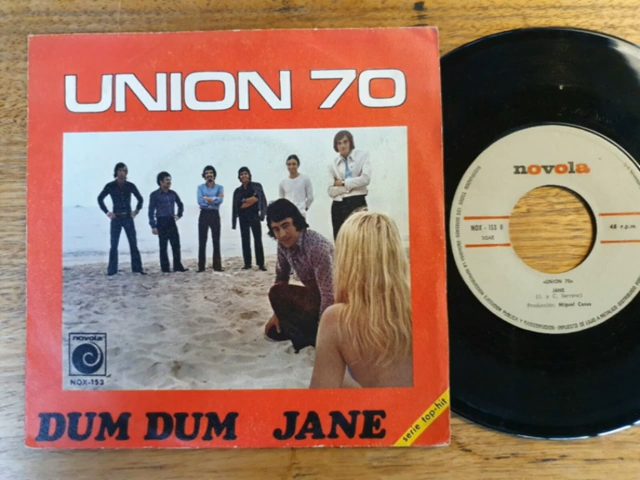 UNION 70
novola
NOX-153
DUM DUM JANE
serie top-hit
novola
NOX - 153 B
45 r.p.m.
«UNION 70»
JANE
Producción: Miguel